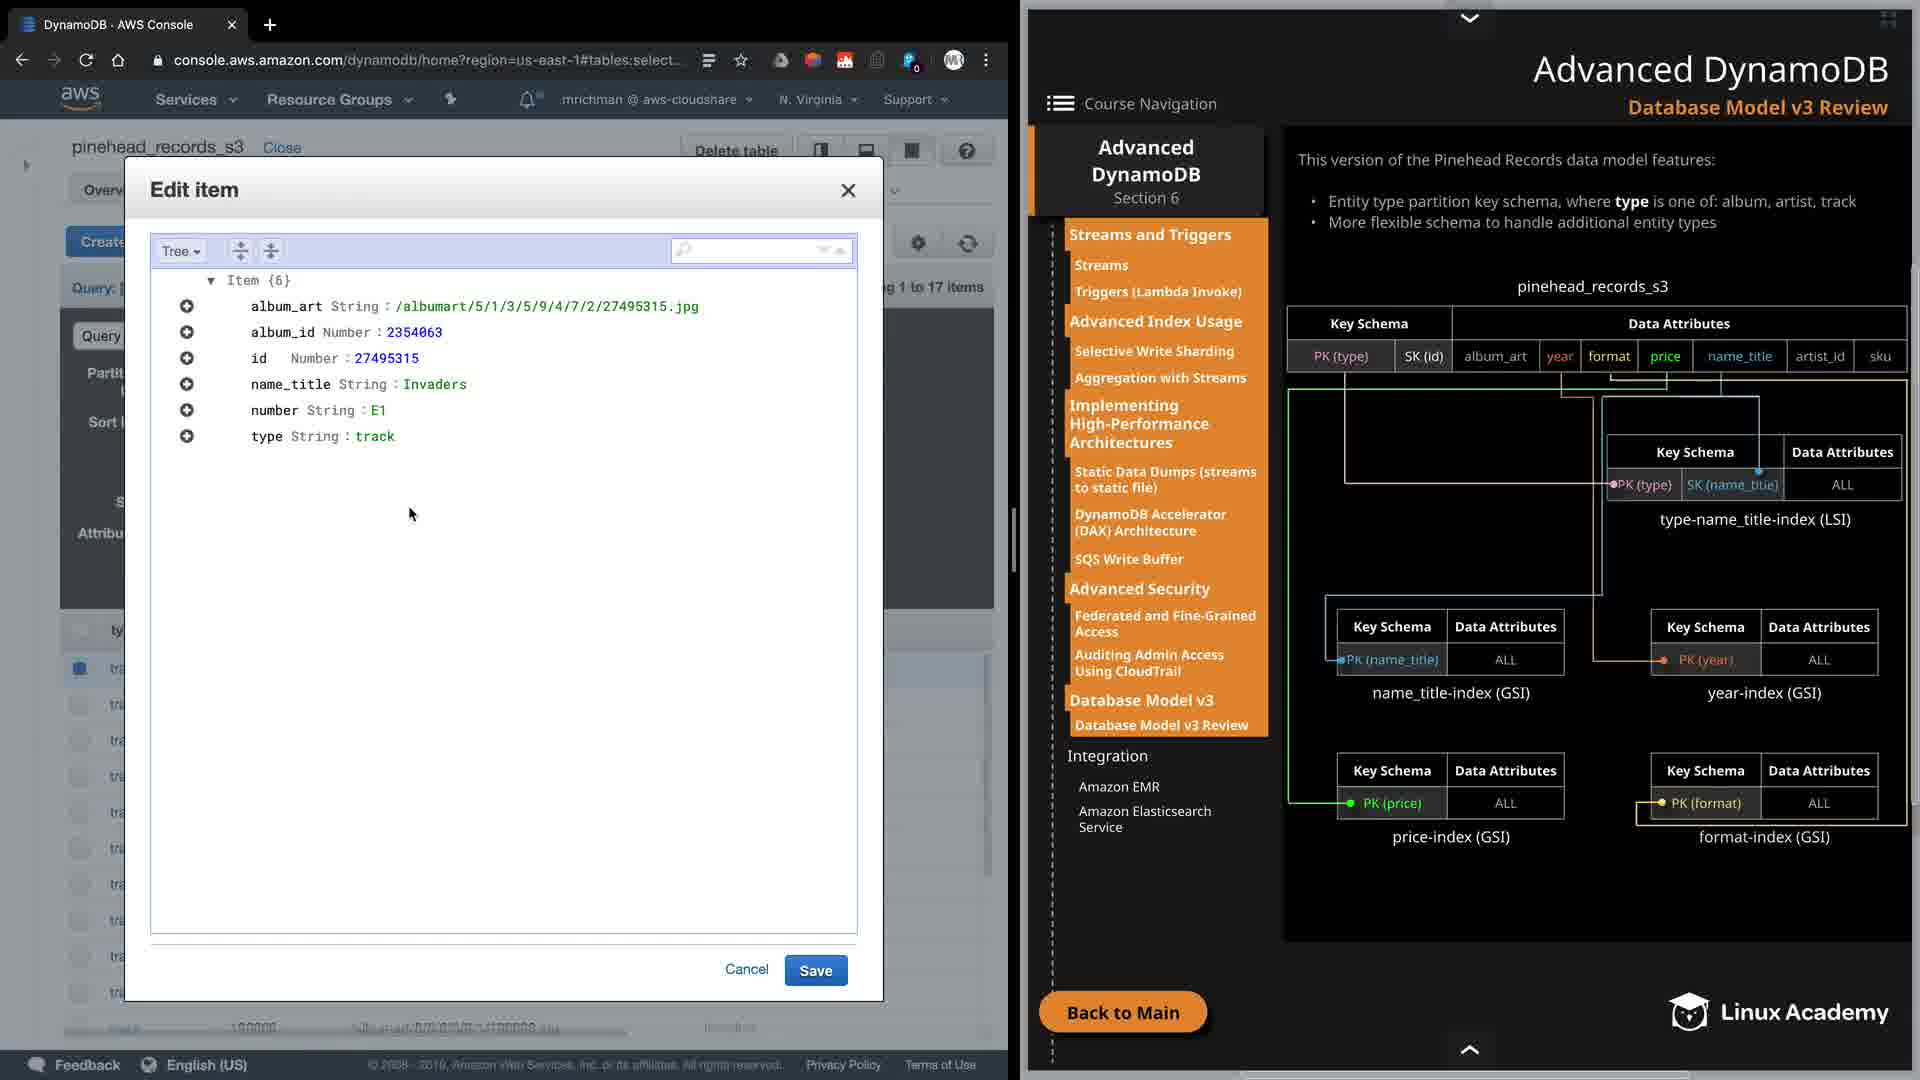 DynamoDB - AWS Console
console.aws.amazon.com/dynamodb/home?region=us-east-1#tables:select...
0
aws
Services
Resource Groups
mrichman @ aws-cloudshare
N. Virginia
Support
pinehead_records_s3
Close
Delete table
Overv
Create
Query: [
g 1 to 17 items
Query
Partit
Sort I
S
Attribu
ty
tra
tra
tra
tra
tra
tra
tra
tra
tra
tra
Edit item
Tree
Item {6}
album_art String : /albumart/5/1/3/5/9/4/7/2/27495315.jpg
album_id Number : 2354063
id Number : 27495315
name_title String : Invaders
number String : E1
type String : track
Cancel
Save
Feedback
English (US)
© 2008 - 2019, Amazon Web Services, Inc. or its affiliates. All rights reserved.
Privacy Policy
Terms of Use
Advanced DynamoDB
Database Model v3 Review
Course Navigation
Advanced
DynamoDB
Section 6
Streams and Triggers
Streams
Triggers (Lambda Invoke)
Advanced Index Usage
Selective Write Sharding
Aggregation with Streams
Implementing
High-Performance
Architectures
Static Data Dumps (streams
to static file)
DynamoDB Accelerator
(DAX) Architecture
SQS Write Buffer
Advanced Security
Federated and Fine-Grained
Access
Auditing Admin Access
Using CloudTrail
Database Model v3
Database Model v3 Review
Integration
Amazon EMR
Amazon Elasticsearch
Service
Back to Main
This version of the Pinehead Records data model features:
• Entity type partition key schema, where type is one of: album, artist, track
• More flexible schema to handle additional entity types
pinehead_records_s3
Key Schema
Data Attributes
PK (type)
SK (id)
album_art
year
format
price
name_title
artist_id
sku
Key Schema
Data Attributes
PK (type)
SK (name_title)
ALL
type-name_title-index (LSI)
Key Schema
Data Attributes
PK (name_title)
ALL
name_title-index (GSI)
Key Schema
Data Attributes
PK (year)
ALL
year-index (GSI)
Key Schema
Data Attributes
PK (price)
ALL
price-index (GSI)
Key Schema
Data Attributes
PK (format)
ALL
format-index (GSI)
Linux Academy